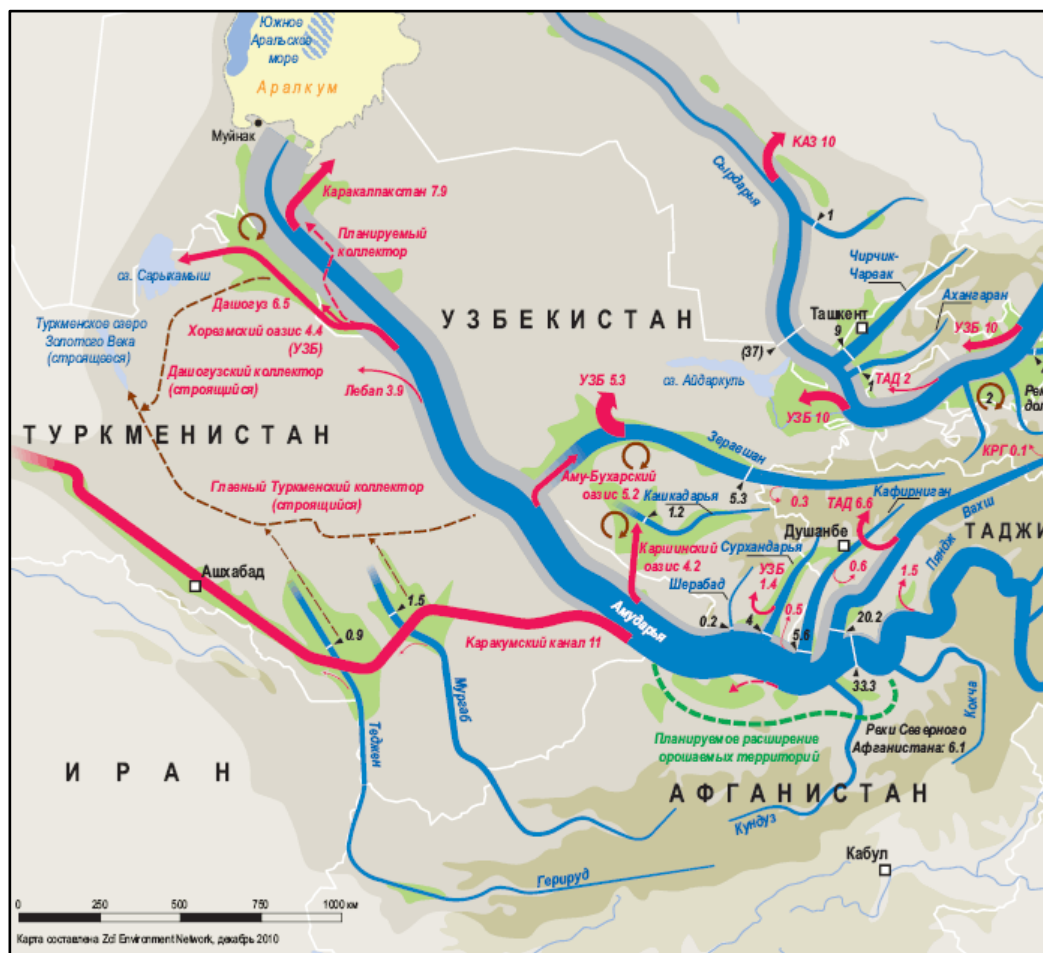 Южное
Аральское
море
Аралкум
Муйнак
КАЗ 10
Сырдарья
Каракалпакстан 7.9
1
Планируемый
коллектор
Чирчик-
Чарвак
оз. Сарыкамыш
Ахангаран
Дашогуз 6.5
Ташкент
УЗБЕКИСТАН
Туркменское озеро
Золотого Века
(строящееся)
Хорезмский оазис 4.4
(УЗБ)
9
УЗБ 10
(37)
Дашогузский коллектор
(строящийся)
оз. Айдаркуль
1
ТАД 2
Лебап 3.9
УЗБ 5.3
2
Рек
дол
УЗБ 10
ТУРКМЕНИСТАН
Зеравшан
КРГ 0.1
Аму-Бухарский
оазис 5.2
Главный Туркменский коллектор
(строящийся)
Кашкадарья
5.3
0.3
ТАД 6.6
Кафирниган
1.2
Вахш
Душанбе
ТАДЖИ
Каршинский
оазис 4.2
Сурхандарья
Пяндж
Ашхабад
УЗБ
1.4
0.6
1.5
Шерабад
1.5
Амударья
0.5
0.2
4
20.2
0.9
Каракумский канал 11
5.6
33.3
Мургаб
Кокча
Теджен
Планируемое расширение
орошаемых территорий
Реки Северного
Афганистана: 6.1
ИРАН
АФГАНИСТАН
Кундуз
Кабул
Герируд
0 250 500 750 1000 км
Карта составлена Zoï Environment Network, декабрь 2010